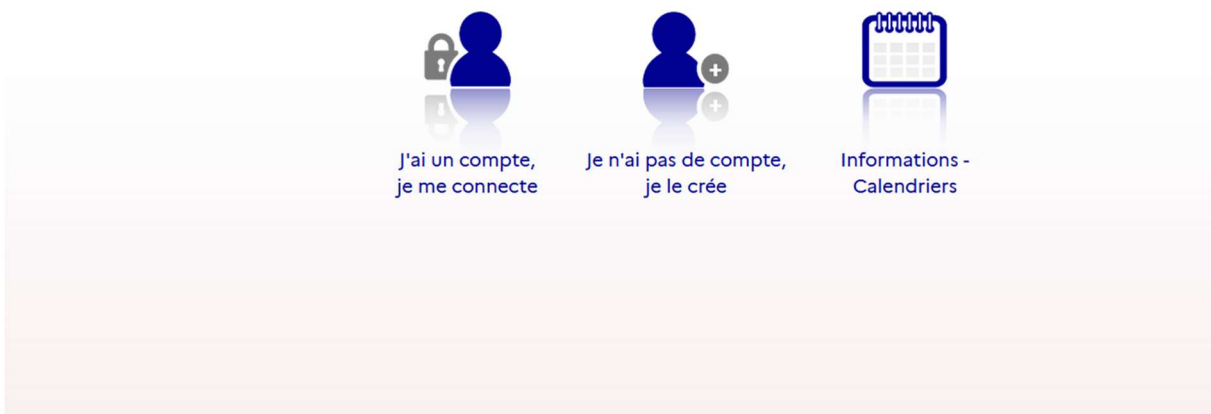 J'ai un compte,
je me connecte
Je n'ai pas de compte,
je le crée
Informations -
Calendriers